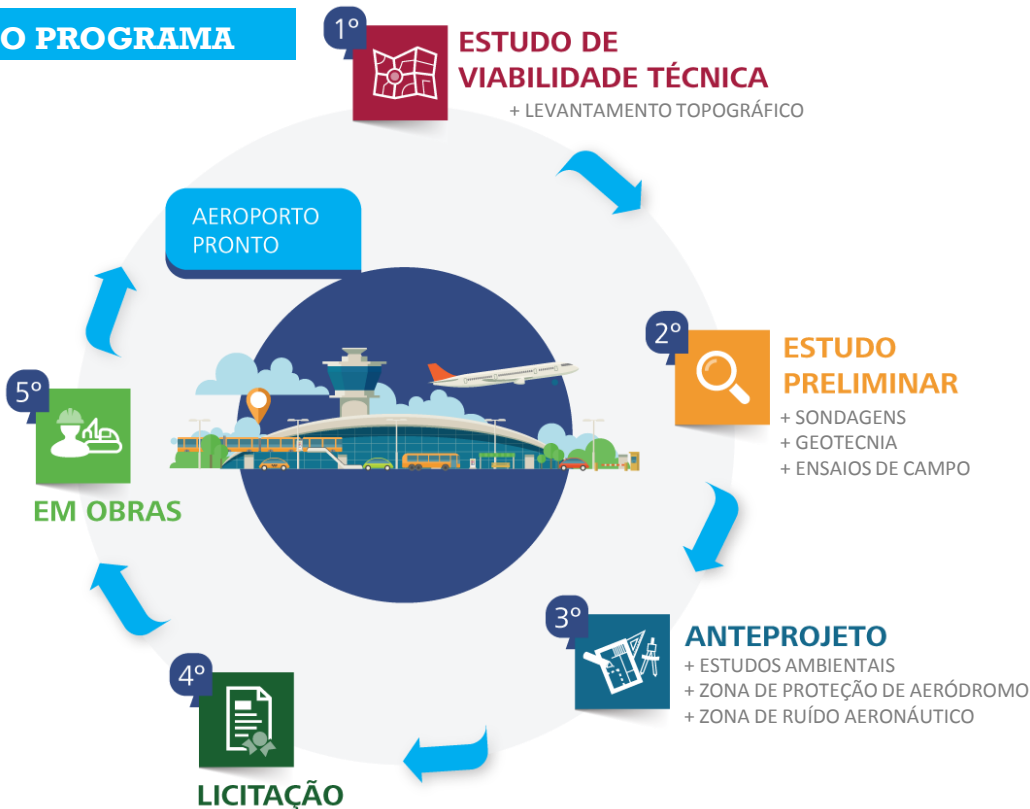 O PROGRAMA
1º
ESTUDO DE
VIABILIDADE TÉCNICA
+ LEVANTAMENTO TOPOGRÁFICO
AEROPORTO
PRONTO
2º
ESTUDO
PRELIMINAR
+ SONDAGENS
+ GEOTECNIA
+ ENSAIOS DE CAMPO
3º
ANTEPROJETO
+ ESTUDOS AMBIENTAIS
+ ZONA DE PROTEÇÃO DE AERÓDROMO
+ ZONA DE RUÍDO AERONÁUTICO
4º
LICITAÇÃO
5º
EM OBRAS